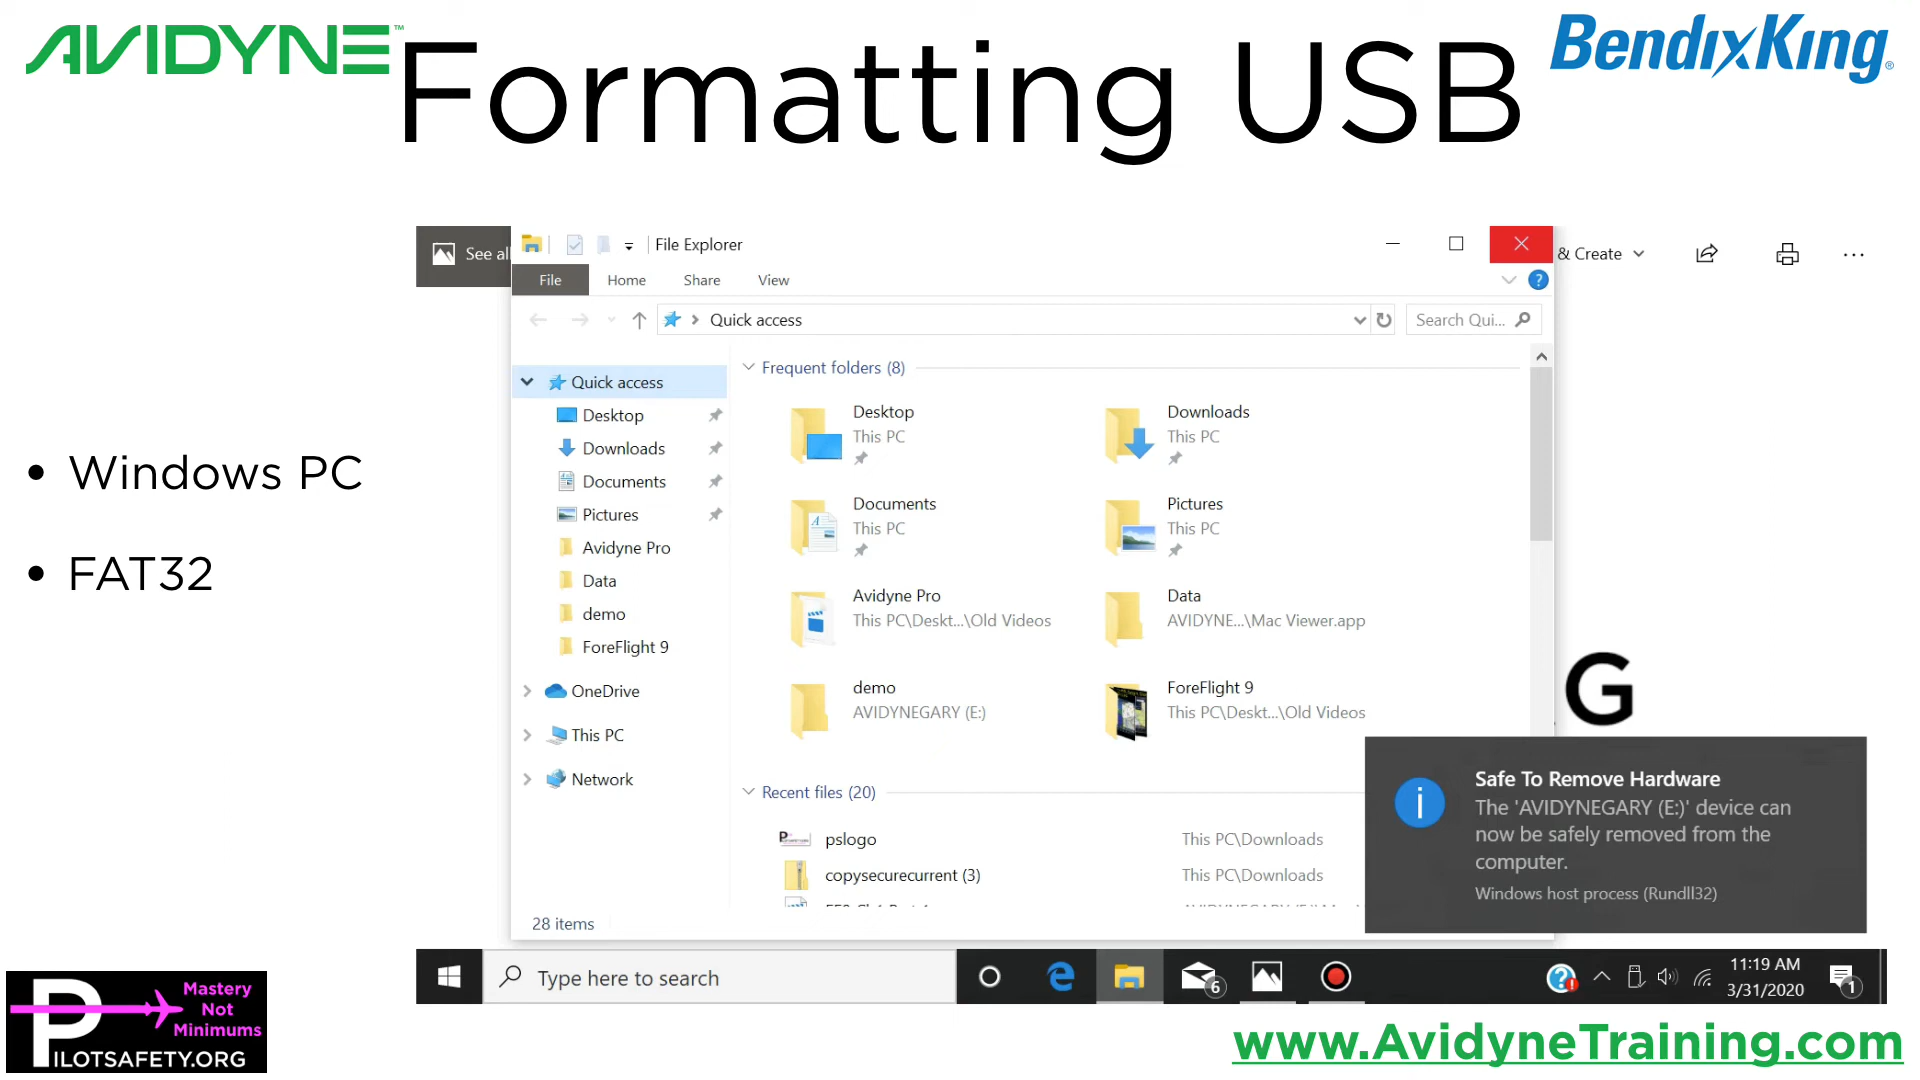 AVIDYNE™
Formatting USB
BendixKing®
See all
File Explorer
& Create
File Home Share View
Quick access
Search Qui...
Quick access
Desktop
Downloads
Documents
Pictures
Avidyne Pro
Data
demo
ForeFlight 9
OneDrive
This PC
Network
Frequent folders (8)
Desktop
This PC
Downloads
This PC
Documents
This PC
Pictures
This PC
Avidyne Pro
This PC\Deskt...\Old Videos
Data
AVIDYNE...\Mac Viewer.app
demo
AVIDYNEGARY (E:)
ForeFlight 9
This PC\Deskt...\Old Videos
Recent files (20)
pslogo This PC\Downloads
copysecurecurrent (3) This PC\Downloads
28 items
• Windows PC
• FAT32
G
Safe To Remove Hardware
The 'AVIDYNEGARY (E:)' device can
now be safely removed from the
computer.
Windows host process (Rundll32)
Type here to search
6
11:19 AM
3/31/2020
1
Mastery
Not
Minimums
PILOTSAFETY.ORG
www.AvidyneTraining.com